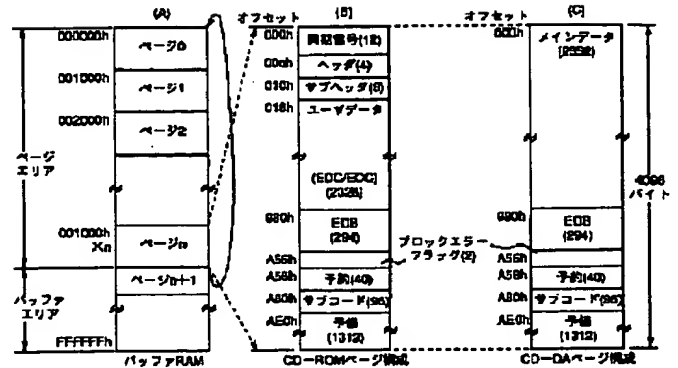 (A)
000000h
ページ0
001000h
ページ1
002000h
ページ2
ページ
エリア
001000h
×n
ページn
ページn+1
バッファ
エリア
FFFFFFh
バッファRAM
(B)
オフセット
000h
同期信号(12)
00Ch
ヘッダ(4)
010h
サブヘッダ(8)
018h
ユーザデータ
(EDC/ECC)
(2328)
930h
EDB
(294)
ブロックエラー
フラッグ(2)
A56h
A58h
予約(40)
A80h
サブコード(96)
AE0h
予備
(1312)
CD-ROMページ構成
(C)
オフセット
000h
メインデータ
(2352)
4096
バイト
930h
(294)
A56h
A58h
予約(40)
A80h
サブコード(96)
AE0h
予備
(1312)
CD-DAページ構成